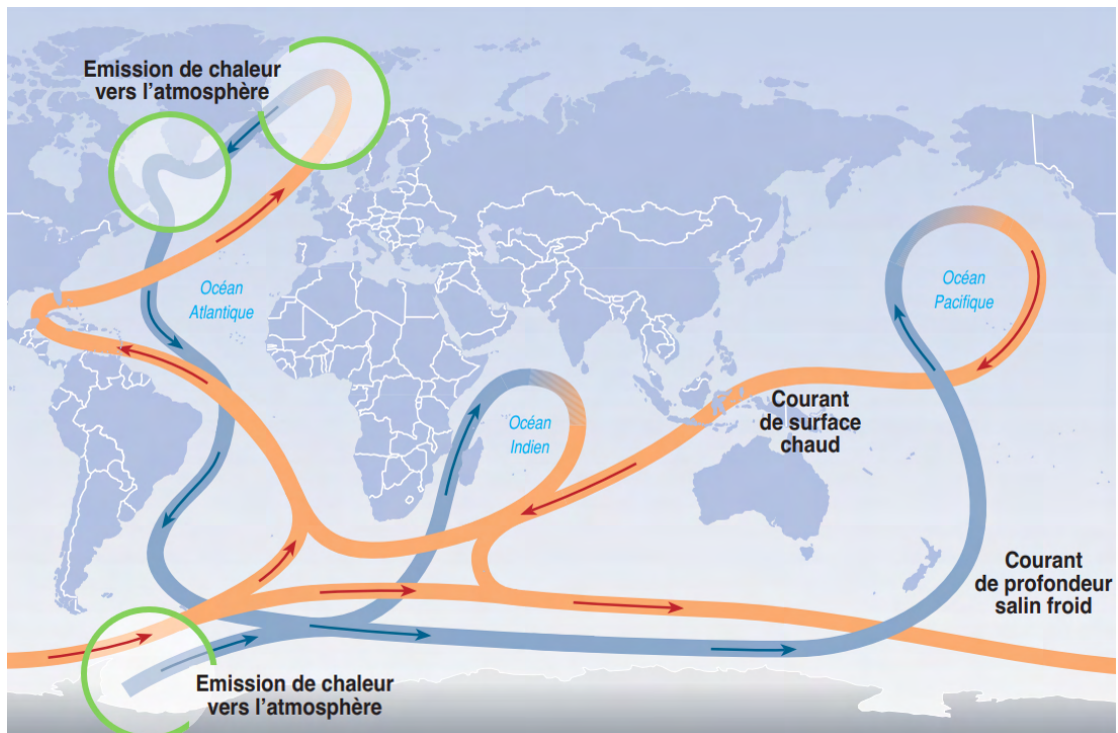 Emission de chaleur
vers l'atmosphère
Océan
Atlantique
Océan
Pacifique
Océan
Indien
Courant
de surface
chaud
Courant
de profondeur
salin froid
Emission de chaleur
vers l'atmosphère